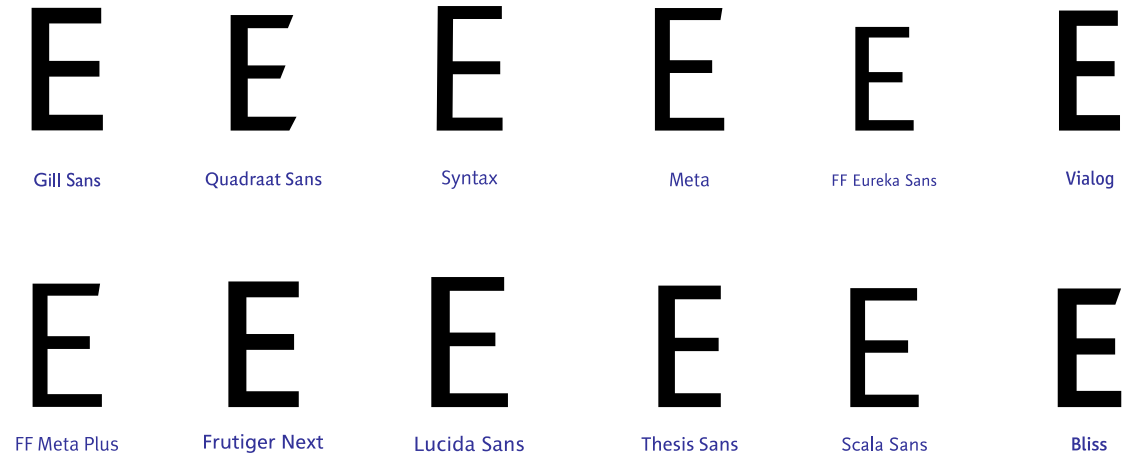 E E E E E E
Gill Sans Quadraat Sans Syntax Meta FF Eureka Sans Vialog
E E E E E E
FF Meta Plus Frutiger Next Lucida Sans Thesis Sans Scala Sans Bliss